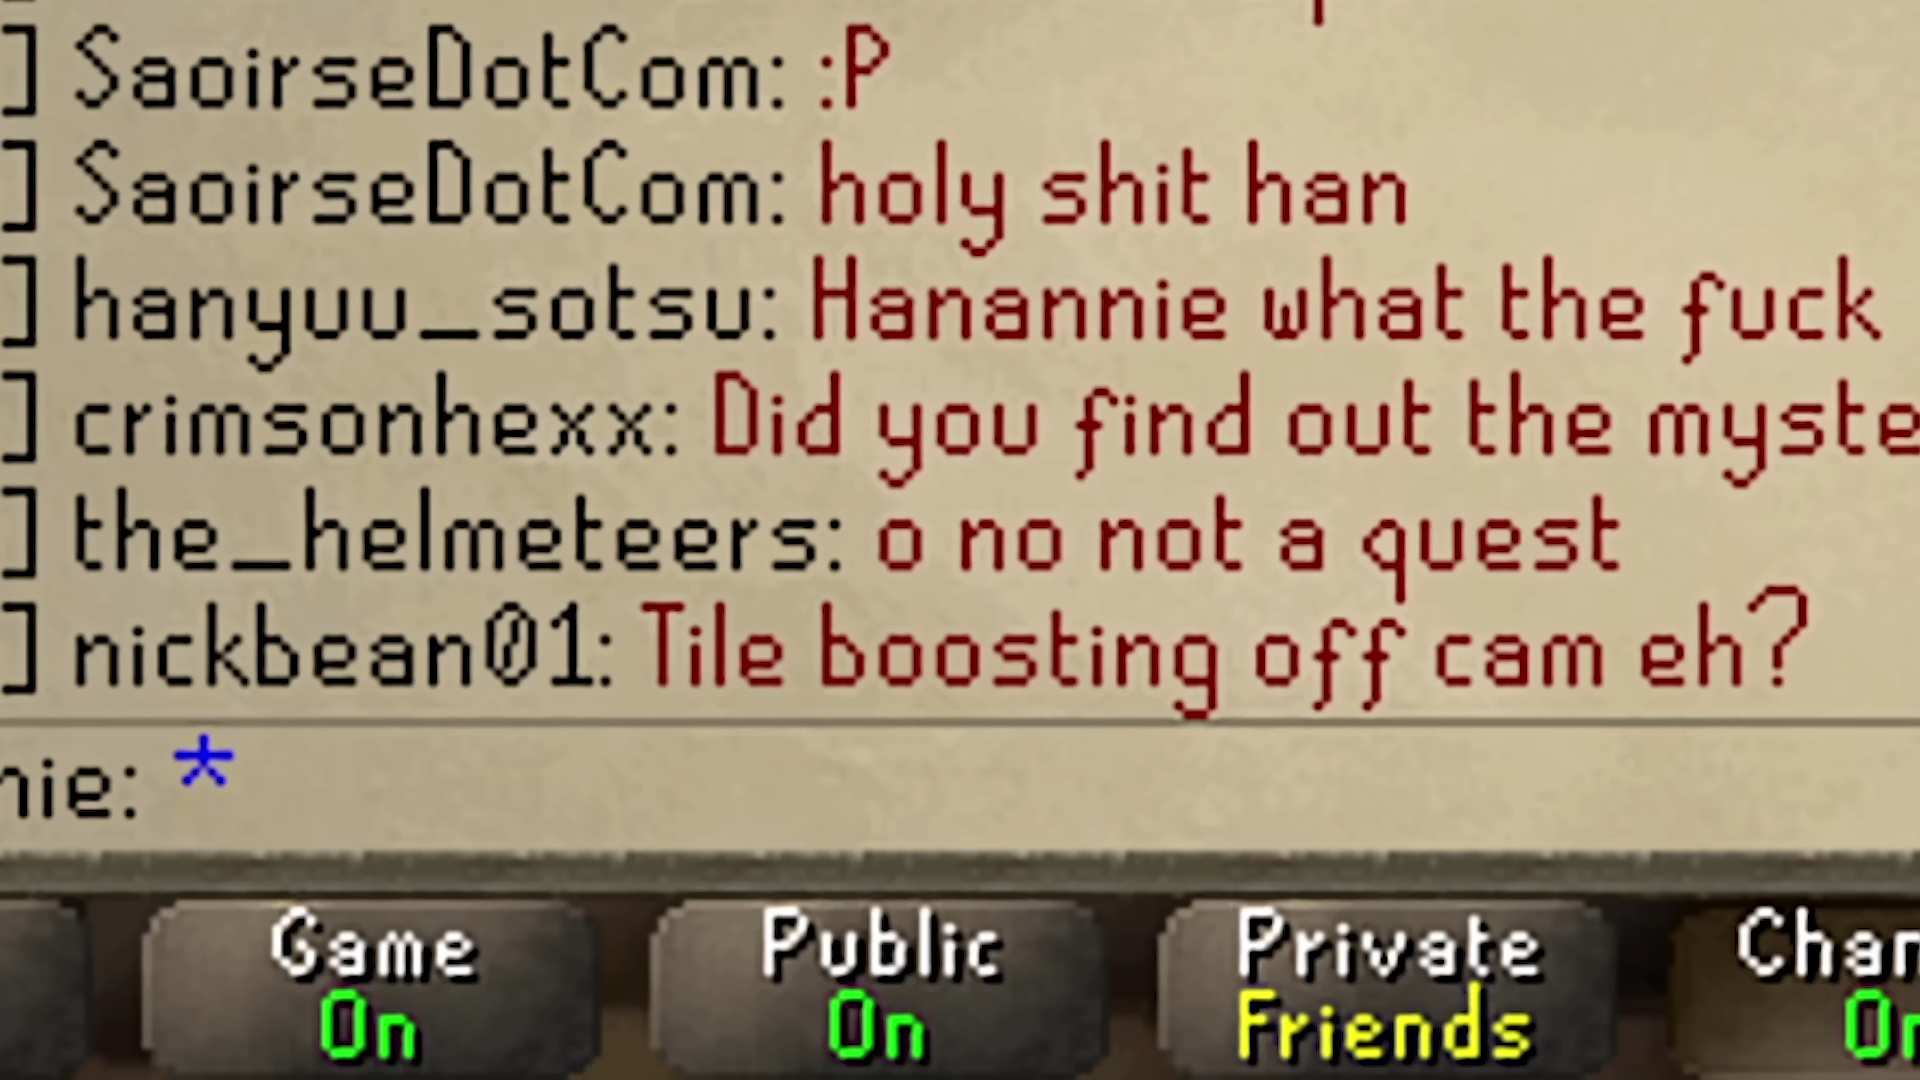 ] SaoirseDotCom: :P
] SaoirseDotCom: holy shit han
] hanyuu_sotsu: Hanannie what the fuck
] crimsonhexx: Did you find out the myste
] the_helmeteers: o no not a quest
] nickbean01: Tile boosting off cam eh?
nie: *
Game Public Private Chan
On On Friends On